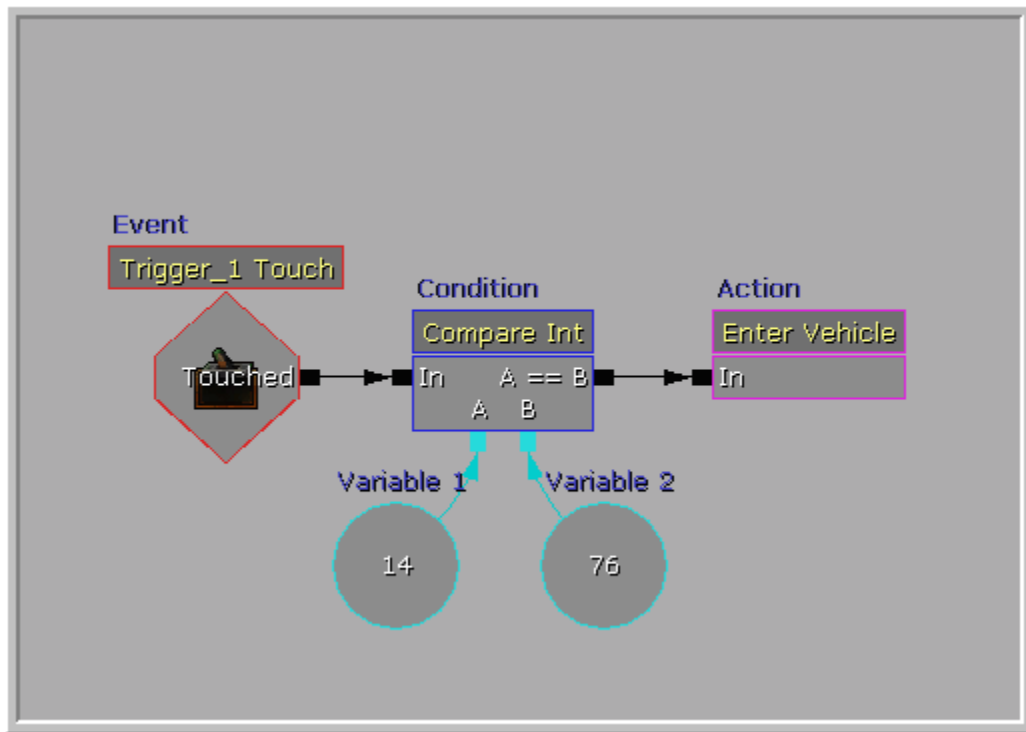 Event
Trigger_1 Touch
Touched
Condition
Compare Int
In A == B
A B
Action
Enter Vehicle
In
Variable 1
14
Variable 2
76